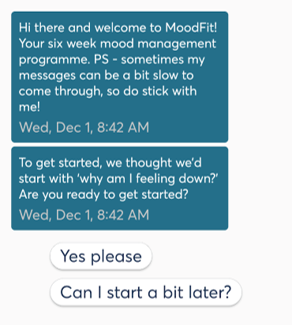 Hi there and welcome to MoodFit!
Your six week mood management
programme. PS - sometimes my
messages can be a bit slow to
come through, so do stick with
me!
Wed, Dec 1, 8:42 AM
To get started, we thought we'd
start with 'why am I feeling down?'
Are you ready to get started?
Wed, Dec 1, 8:42 AM
Yes please
Can I start a bit later?